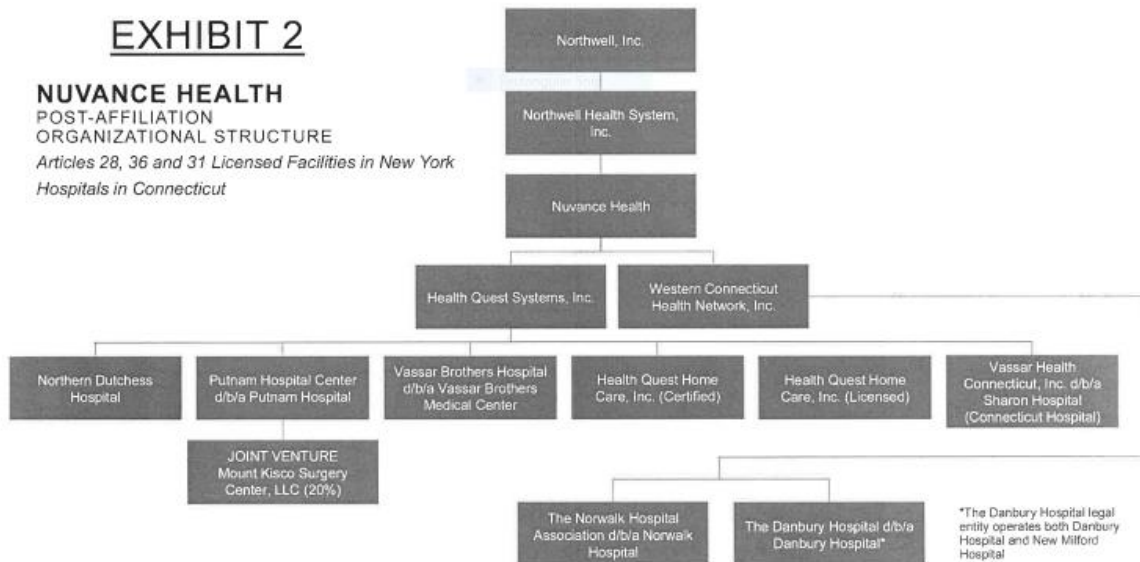 EXHIBIT 2
NUVANCE HEALTH
POST-AFFILIATION
ORGANIZATIONAL STRUCTURE
Articles 28, 36 and 31 Licensed Facilities in New York
Hospitals in Connecticut
Northwell, Inc.
Northwell Health System,
Inc.
Nuvance Health
Health Quest Systems, Inc.
Western Connecticut
Health Network, Inc.
Northern Dutchess
Hospital
Putnam Hospital Center
d/b/a Putnam Hospital
Vassar Brothers Hospital
d/b/a Vassar Brothers
Medical Center
Health Quest Home
Care, Inc. (Certified)
Health Quest Home
Care, Inc. (Licensed)
Vassar Health
Connecticut, Inc. d/b/a
Sharon Hospital
(Connecticut Hospital)
JOINT VENTURE
Mount Kisco Surgery
Center, LLC (20%)
The Norwalk Hospital
Association d/b/a Norwalk
Hospital
The Danbury Hospital d/b/a
Danbury Hospital*
*The Danbury Hospital legal
entity operates both Danbury
Hospital and New Milford
Hospital